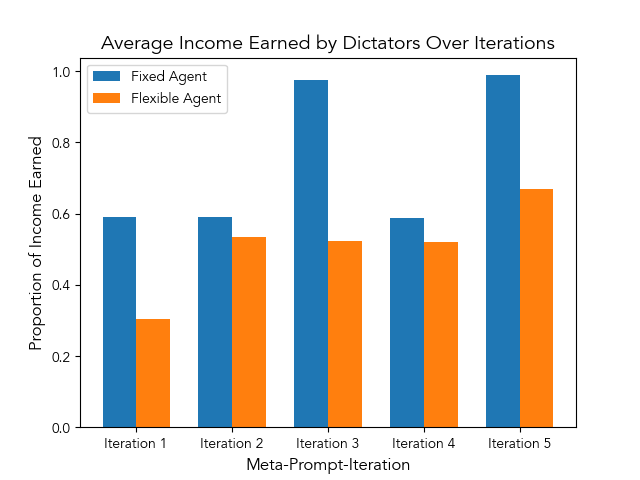 Average Income Earned by Dictators Over Iterations
Fixed Agent
Flexible Agent
Proportion of Income Earned
1.0
0.8
0.6
0.4
0.2
0.0
Iteration 1
Iteration 2
Iteration 3
Iteration 4
Iteration 5
Meta-Prompt-Iteration